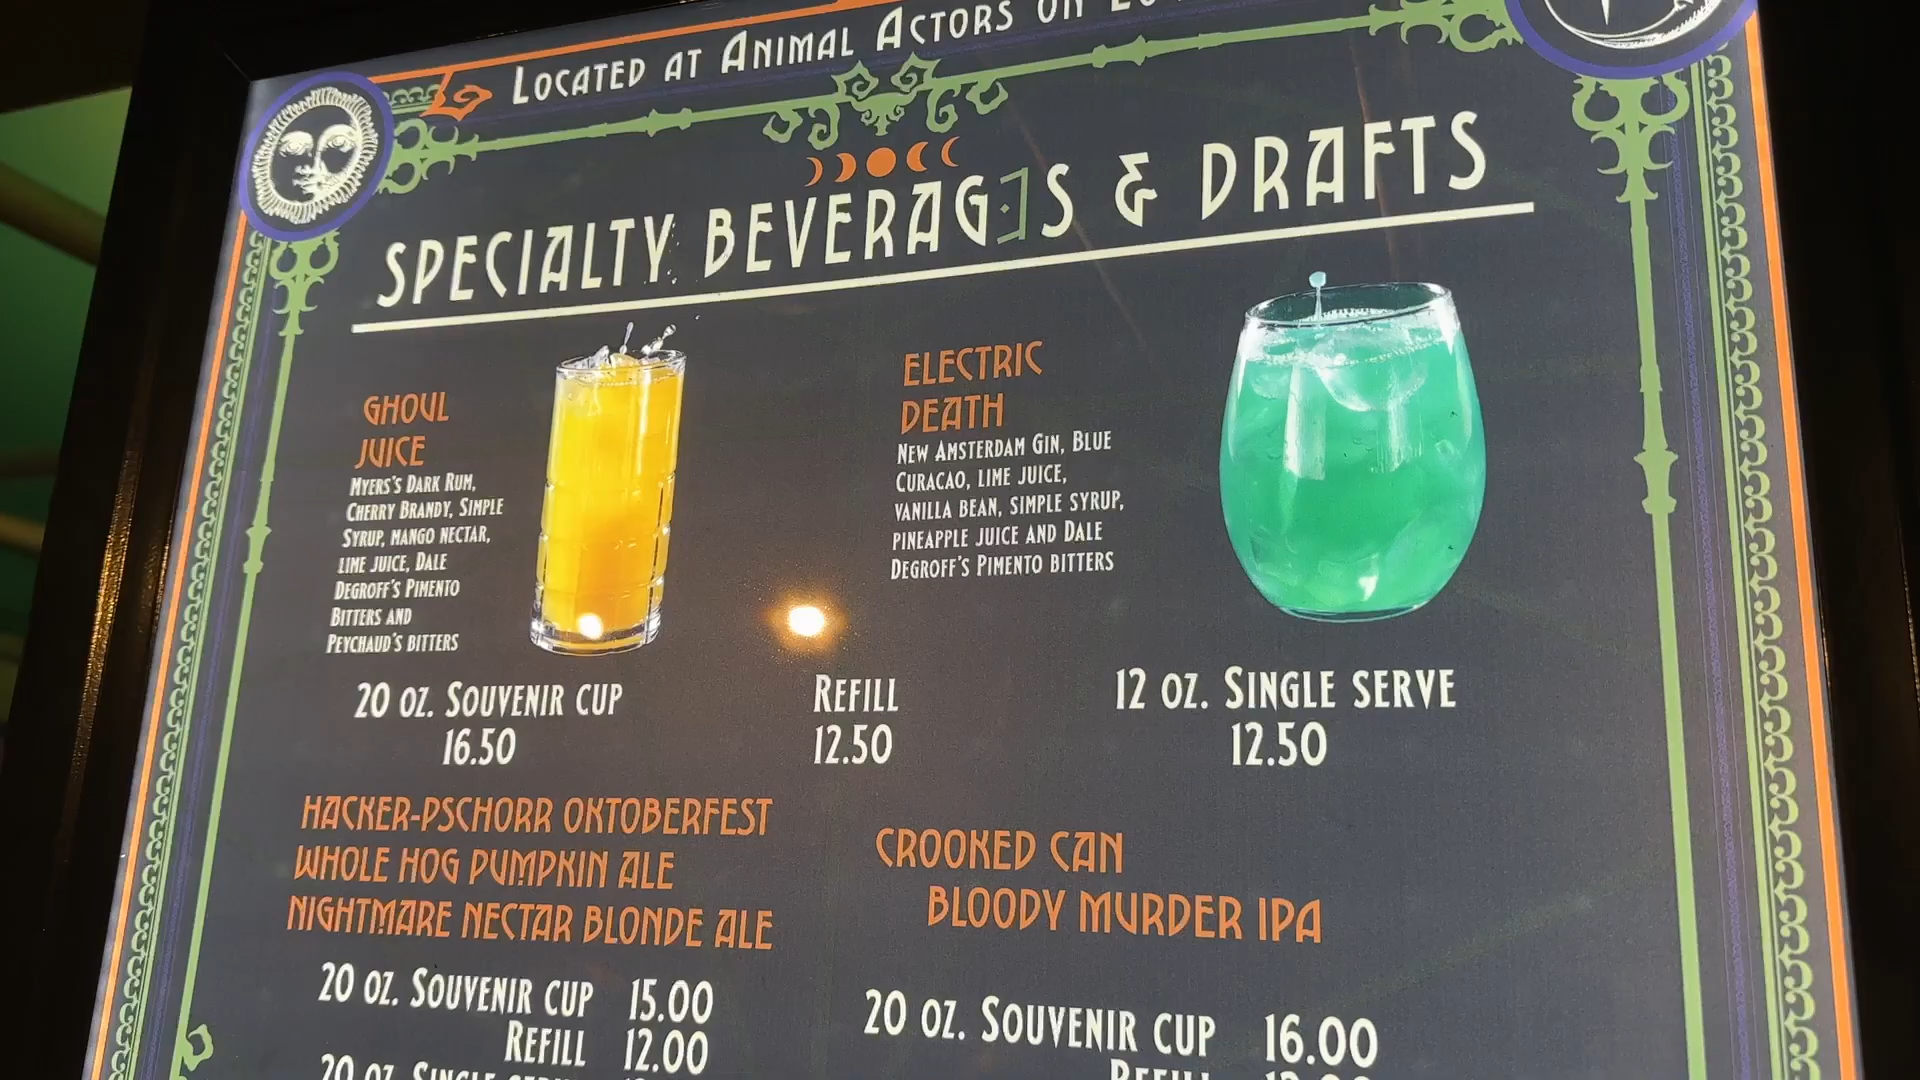 LOCATED AT ANIMAL ACTORS ON
SPECIALTY BEVERAGES & DRAFTS
GHOUL
JUICE
MYERS'S DARK RUM,
CHERRY BRANDY, SIMPLE
SYRUP, MANGO NECTAR,
LIME JUICE, DALE
DEGROFF'S PIMENTO
BITTERS AND
PEYCHAUD'S BITTERS
ELECTRIC
DEATH
NEW AMSTERDAM GIN, BLUE
CURACAO, LIME JUICE,
VANILLA BEAN, SIMPLE SYRUP,
PINEAPPLE JUICE AND DALE
DEGROFF'S PIMENTO BITTERS
20 OZ. SOUVENIR CUP
16.50
REFILL
12.50
12 OZ. SINGLE SERVE
12.50
HACKER-PSCHORR OKTOBERFEST
WHOLE HOG PUMPKIN ALE
NIGHTMARE NECTAR BLONDE ALE
20 OZ. SOUVENIR CUP 15.00
REFILL 12.00
20 OZ. SINGLE
CROOKED CAN
BLOODY MURDER IPA
20 OZ. SOUVENIR CUP 16.00
REFILL